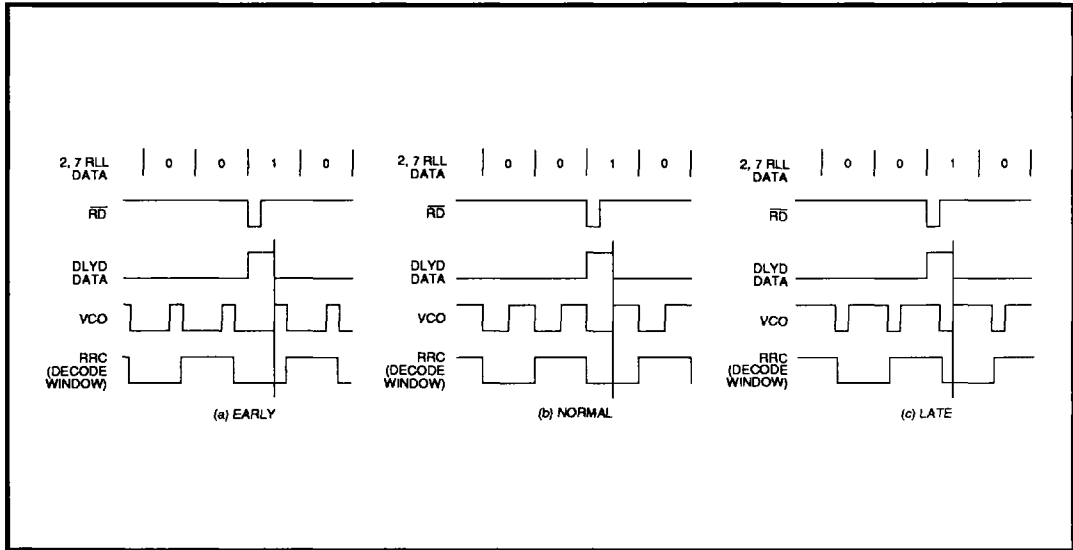 2, 7 RLL DATA | 0 | 0 | 1 | 0 |
RD
DLYD DATA
VCO
RRC (DECODE WINDOW)
(a) EARLY
2, 7 RLL DATA | 0 | 0 | 1 | 0 |
RD
DLYD DATA
VCO
RRC (DECODE WINDOW)
(b) NORMAL
2, 7 RLL DATA | 0 | 0 | 1 | 0 |
RD
DLYD DATA
VCO
RRC (DECODE WINDOW)
(c) LATE